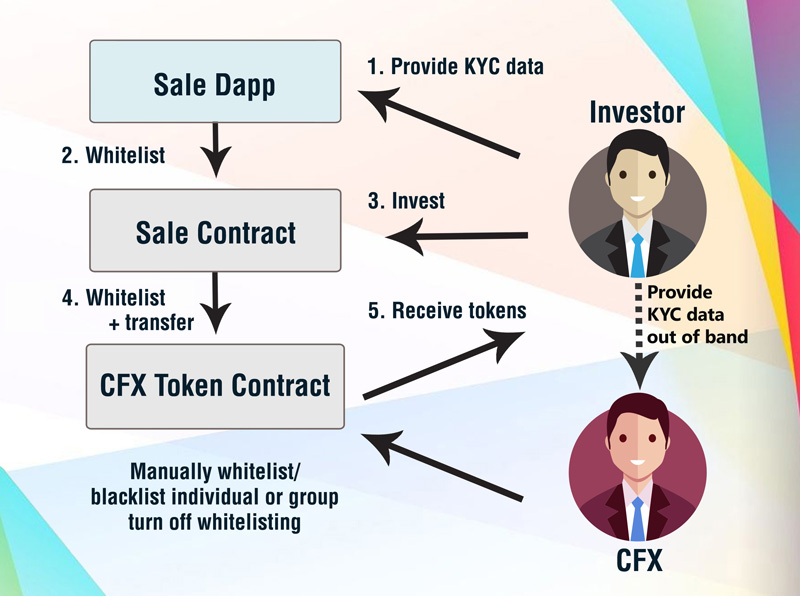 1. Provide KYC data
Sale Dapp
Investor
2. Whitelist
3. Invest
Sale Contract
4. Whitelist
+ transfer
5. Receive tokens
Provide
KYC data
out of band
CFX Token Contract
Manually whitelist/
blacklist individual or group
turn off whitelisting
CFX